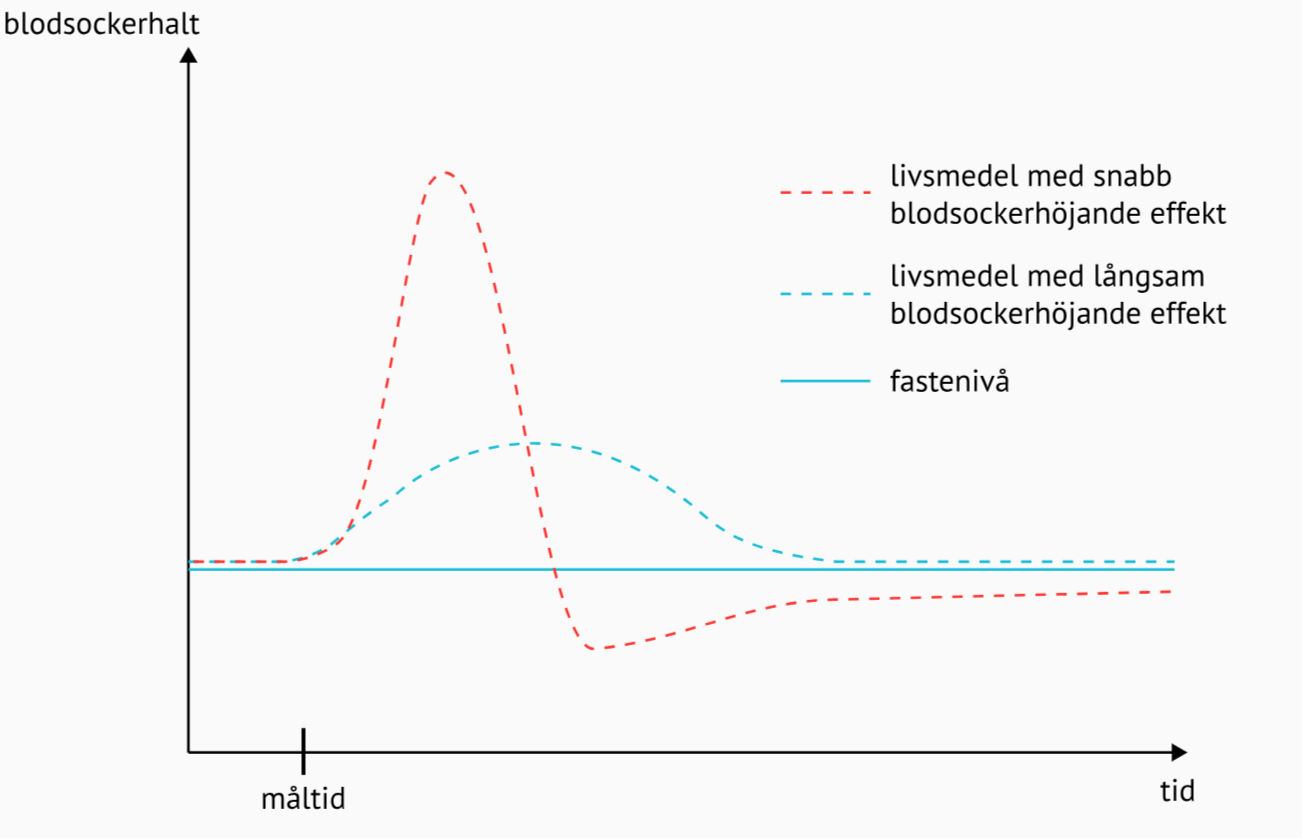 blodsockerhalt
livsmedel med snabb
blodsockerhöjande effekt
livsmedel med långsam
blodsockerhöjande effekt
fastenivå
måltid
tid